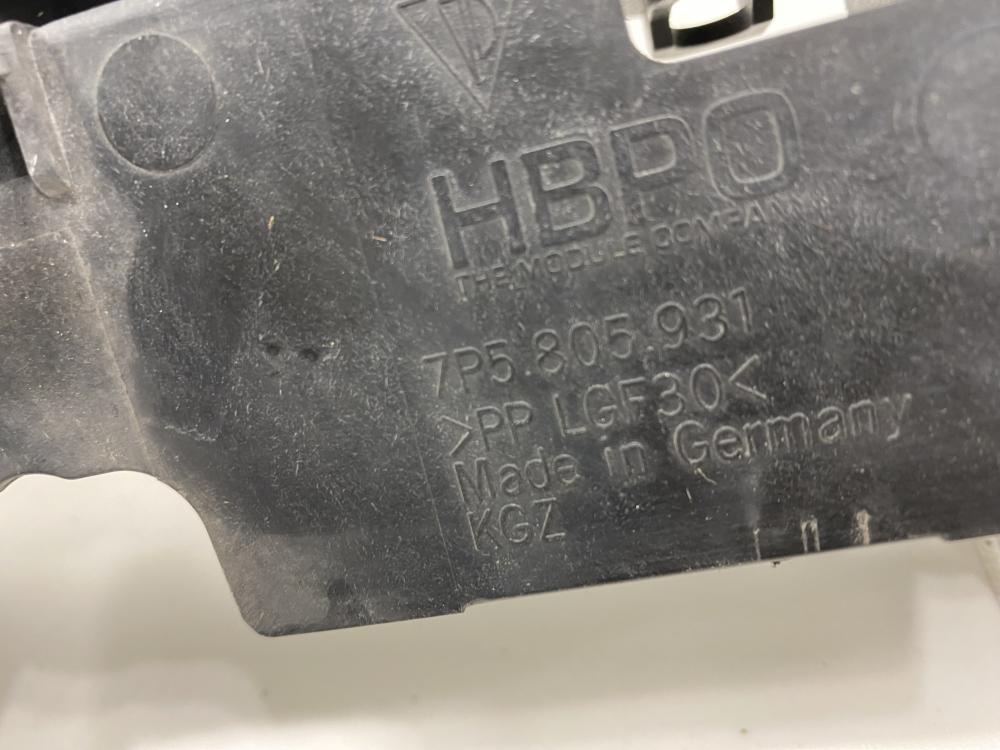 HBPO
THE MODULE COMPANY
7P5.805.931
>PP LGF30<
Made in Germany
KGZ